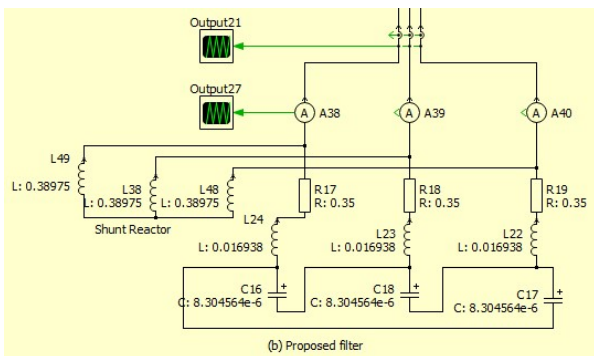 Output21
Output27
A A38
A A39
A A40
L49
L: 0.38975
L38
L: 0.38975
L48
L: 0.38975
Shunt Reactor
R17
R: 0.35
R18
R: 0.35
R19
R: 0.35
L24
L: 0.016938
L23
L: 0.016938
L22
L: 0.016938
C16
C: 8.304564e-6
C18
C: 8.304564e-6
C17
C: 8.304564e-6
+
+
+
(b) Proposed filter